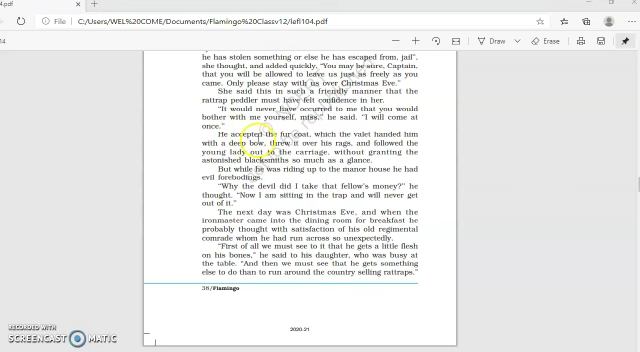 4.pdf
File | C:/Users/WEL%20COME/Documents/Flamingo%20Classv12/lefl104.pdf
14
Draw
Erase
he has stolen something or else he has escaped from, jail",
she thought, and added quickly, "You may be sure, Captain,
that you will be allowed to leave us just as freely as you
came. Only please stay with us over Christmas Eve."
She said this in such a friendly manner that the
rattrap peddler must have felt confidence in her.
"It would never have occurred to me that you would
bother with me yourself, miss," he said. "I will come at
once."
He accepted the fur coat, which the valet handed him
with a deep bow, threw it over his rags, and followed the
young lady out to the carriage, without granting the
astonished blacksmiths so much as a glance.
But while he was riding up to the manor house he had
evil forebodings.
"Why the devil did I take that fellow's money?" he
thought. "Now I am sitting in the trap and will never get
out of it."
The next day was Christmas Eve, and when the
ironmaster came into the dining room for breakfast he
probably thought with satisfaction of his old regimental
comrade whom he had run across so unexpectedly.
"First of all we must see to it that he gets a little flesh
on his bones," he said to his daughter, who was busy at
the table. "And then we must see that he gets something
else to do than to run around the country selling rattraps."
38/Flamingo
2020-21
RECORDED WITH
SCREENCAST MATIC